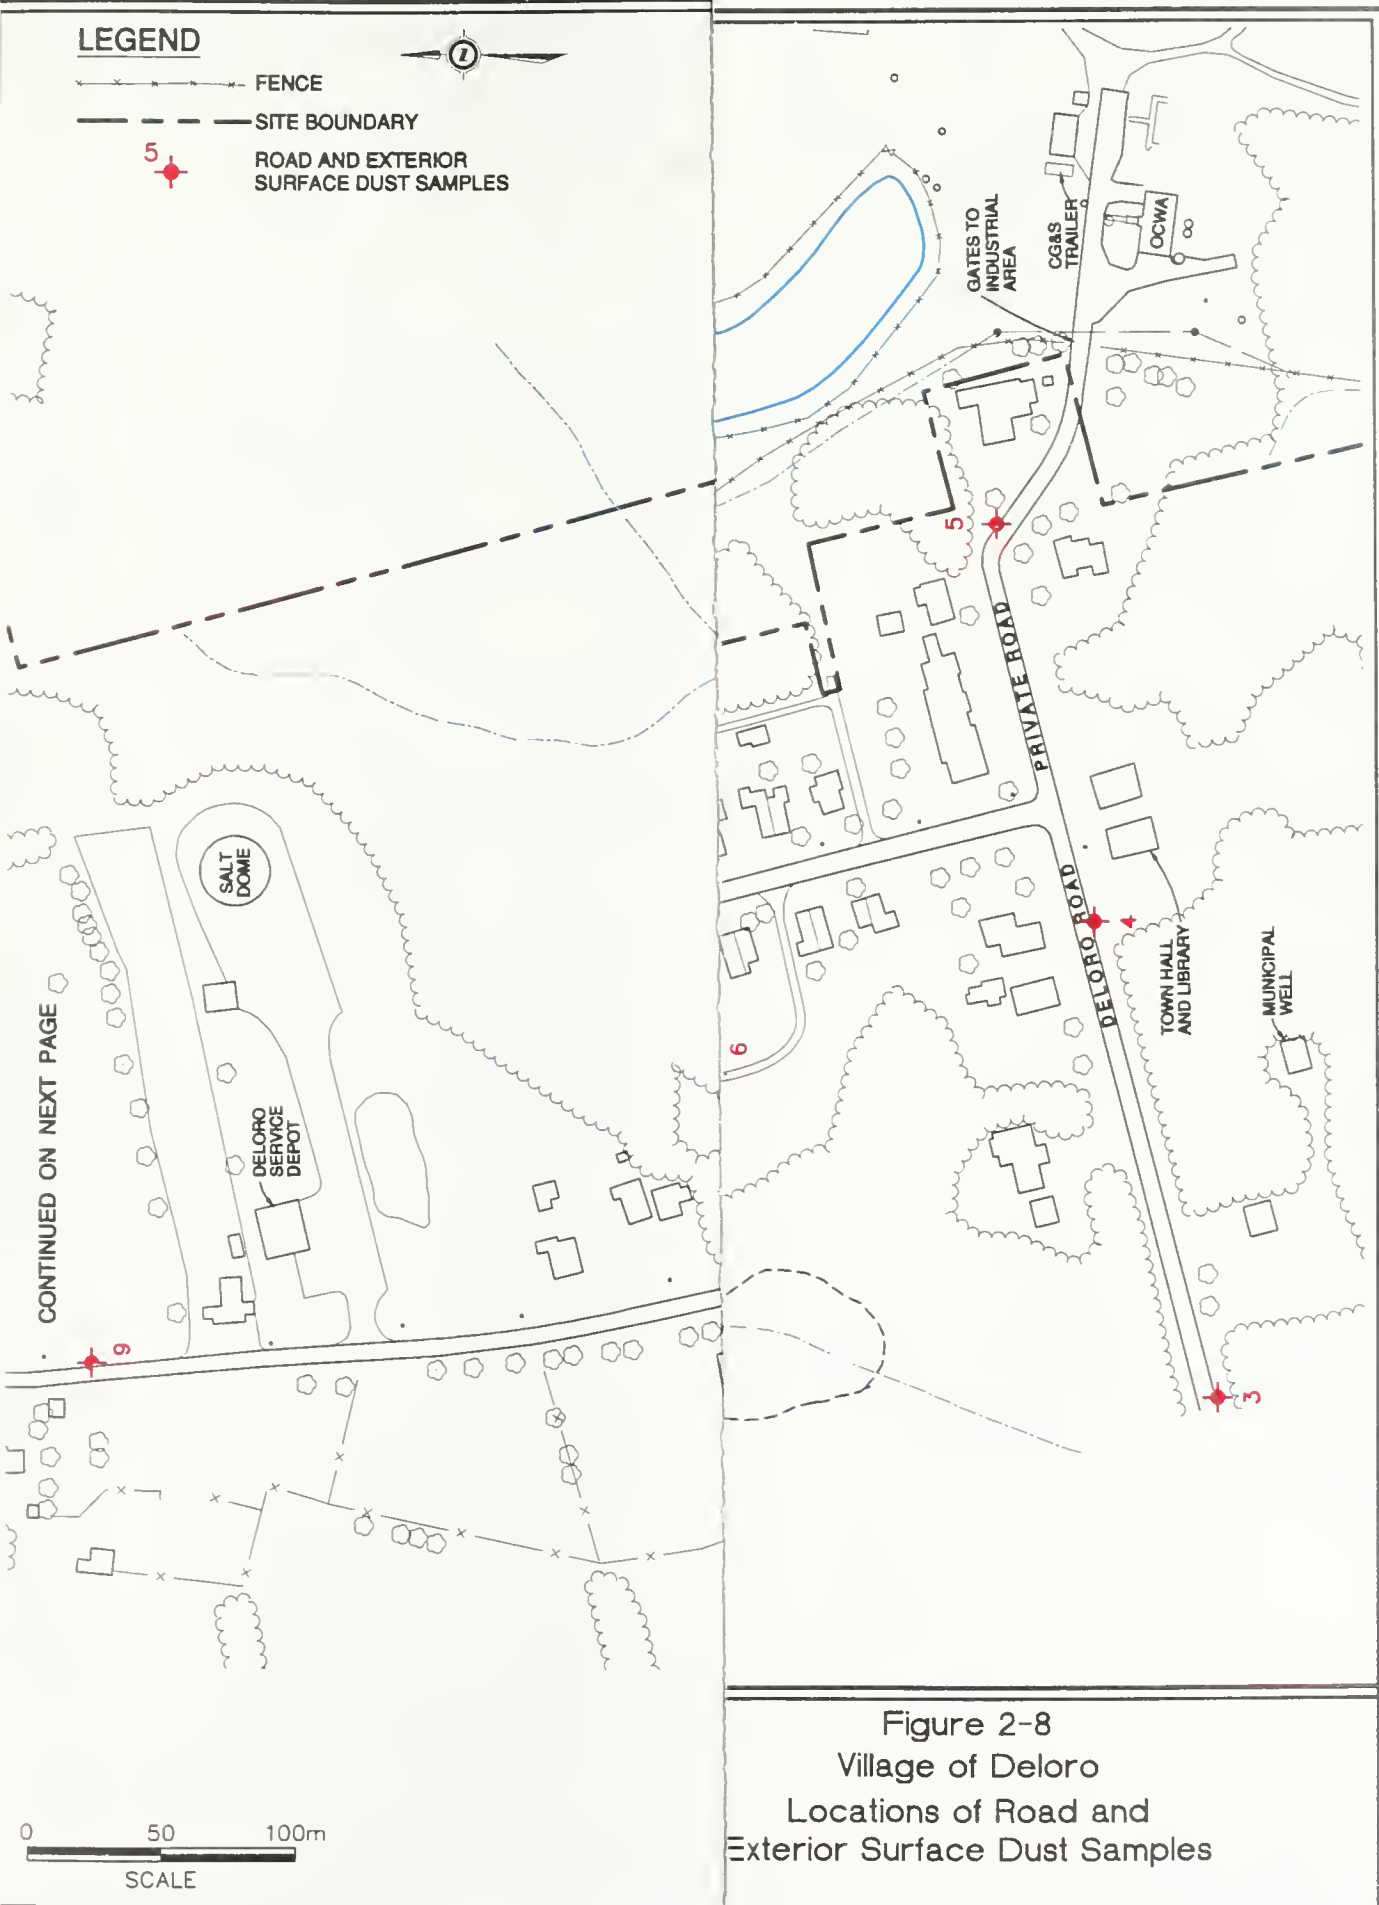 LEGEND
FENCE
SITE BOUNDARY
5
ROAD AND EXTERIOR
SURFACE DUST SAMPLES
GATES TO
INDUSTRIAL
AREA
CG&S
TRAILER
OCWA
5
PRIVATE ROAD
SALT
DOME
DELORO ROAD
4
TOWN HALL
AND LIBRARY
MUNICIPAL
WELL
6
CONTINUED ON NEXT PAGE
DELORO
SERVICE
DEPOT
9
3
Figure 2-8
Village of Deloro
Locations of Road and
Exterior Surface Dust Samples
0 50 100m
SCALE